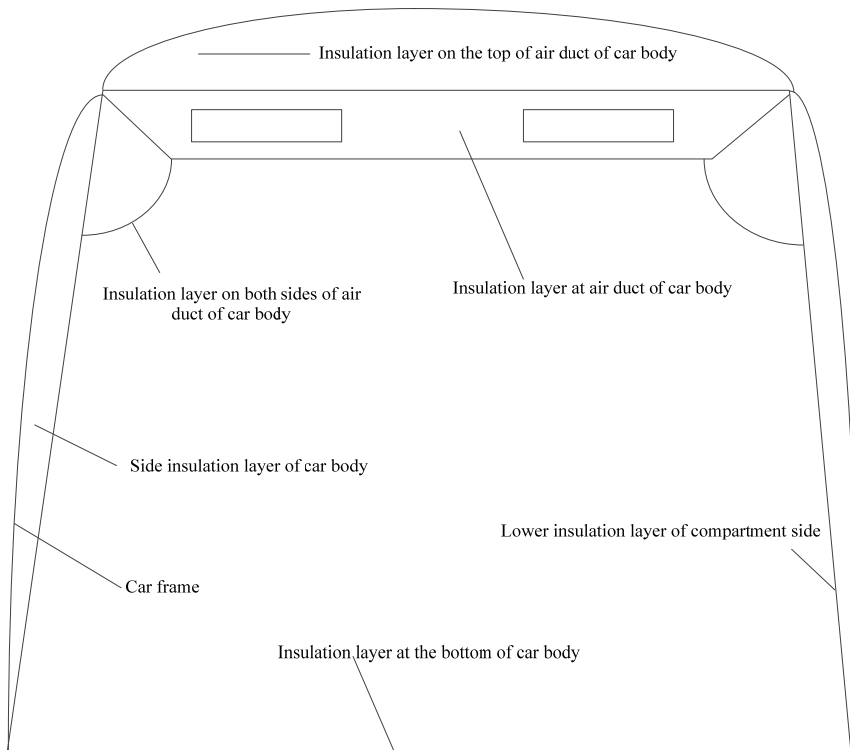 Insulation layer on the top of air duct of car body
Insulation layer on both sides of air
duct of car body
Insulation layer at air duct of car body
Side insulation layer of car body
Lower insulation layer of compartment side
Car frame
Insulation layer at the bottom of car body